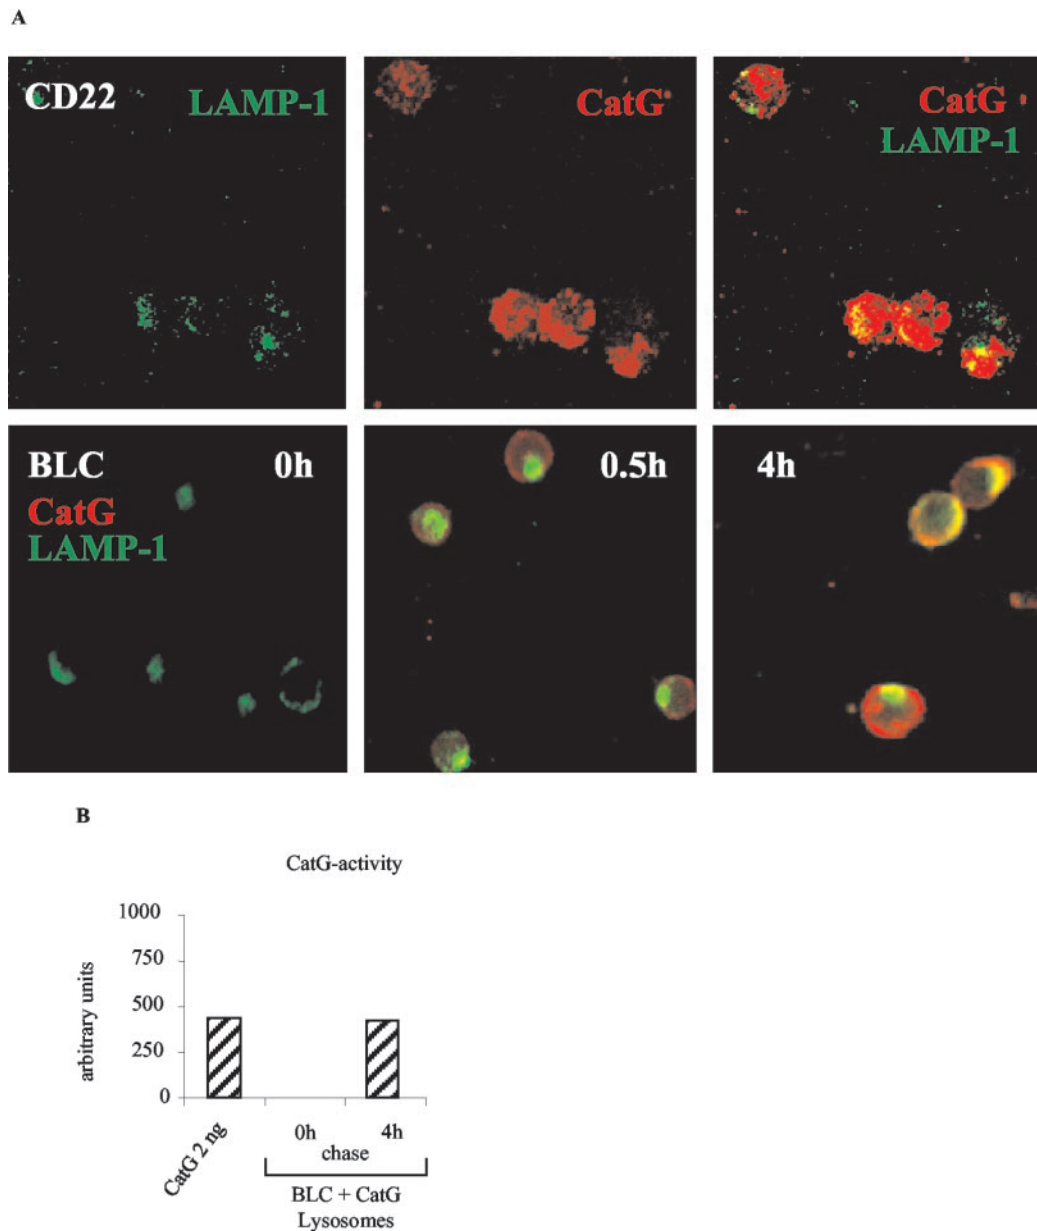 A
CD22
LAMP-1
CatG
CatG
LAMP-1
BLC
0h
CatG
LAMP-1
0.5h
4h
B
CatG-activity
arbitrary units
1000
750
500
250
0
CatG 2 ng
0h
4h
chase
BLC + CatG
Lysosomes